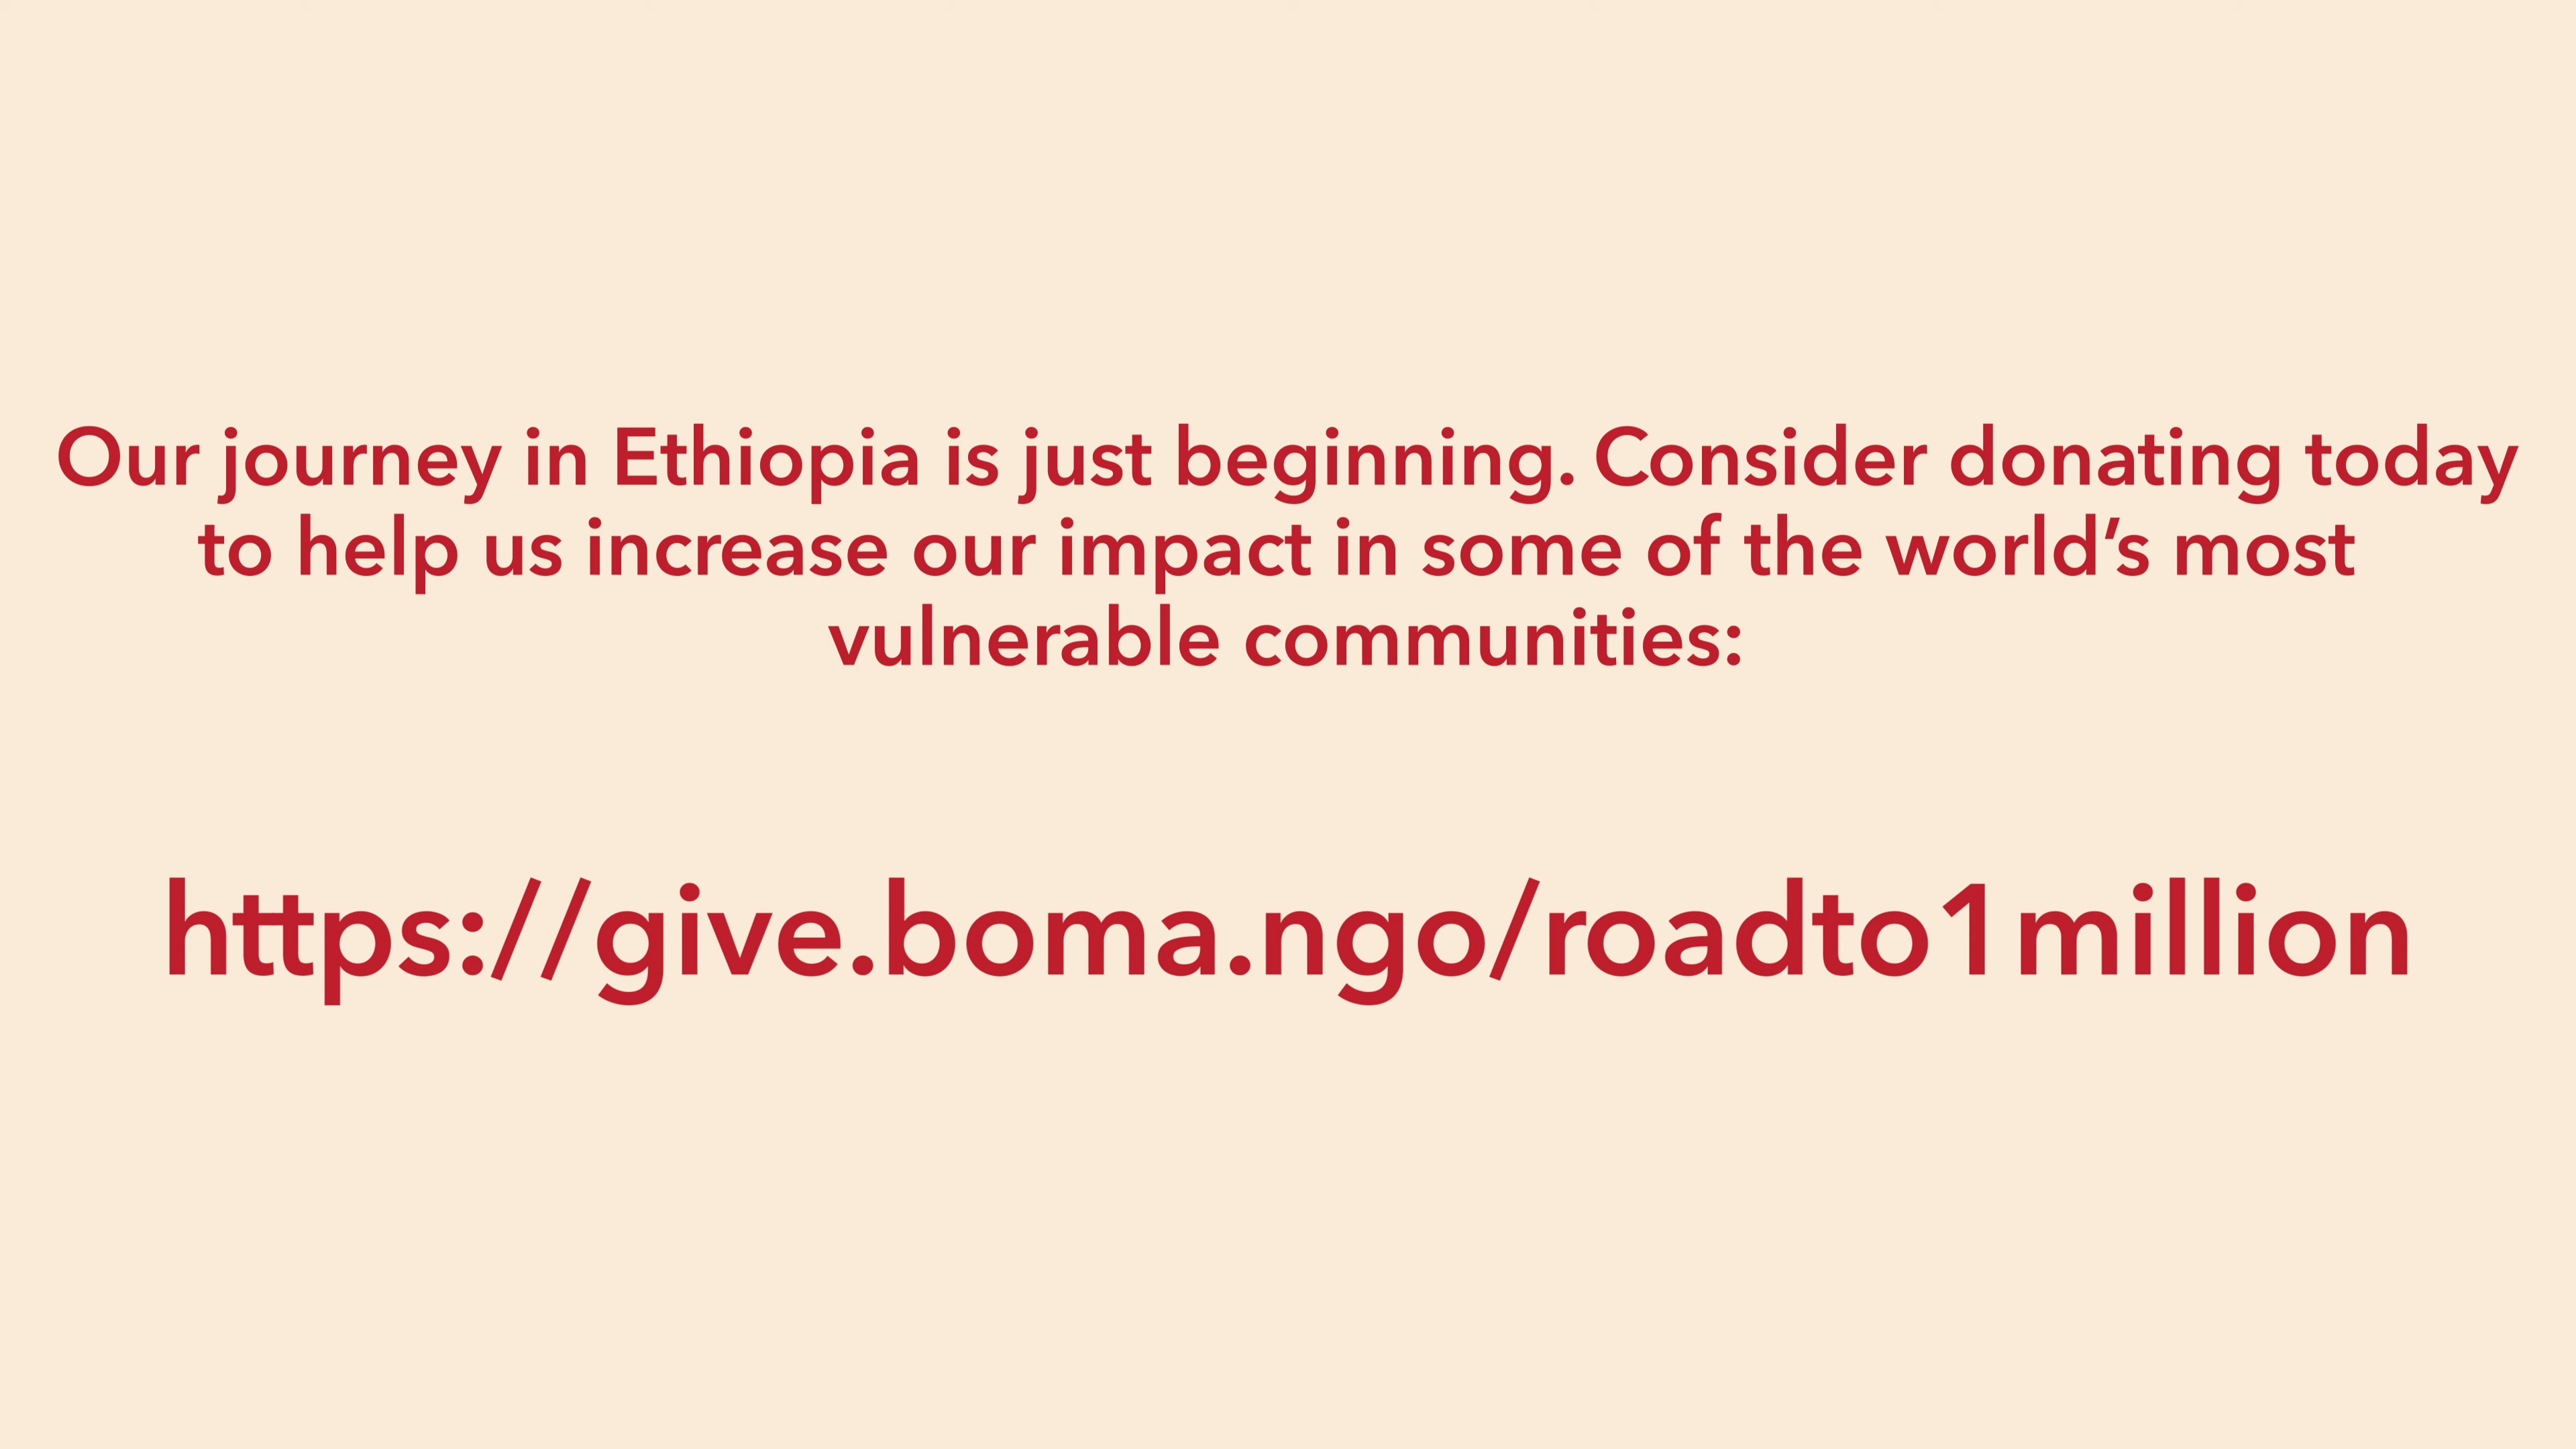 Our journey in Ethiopia is just beginning. Consider donating today
to help us increase our impact in some of the world’s most
vulnerable communities:
https://give.boma.ngo/roadto1million